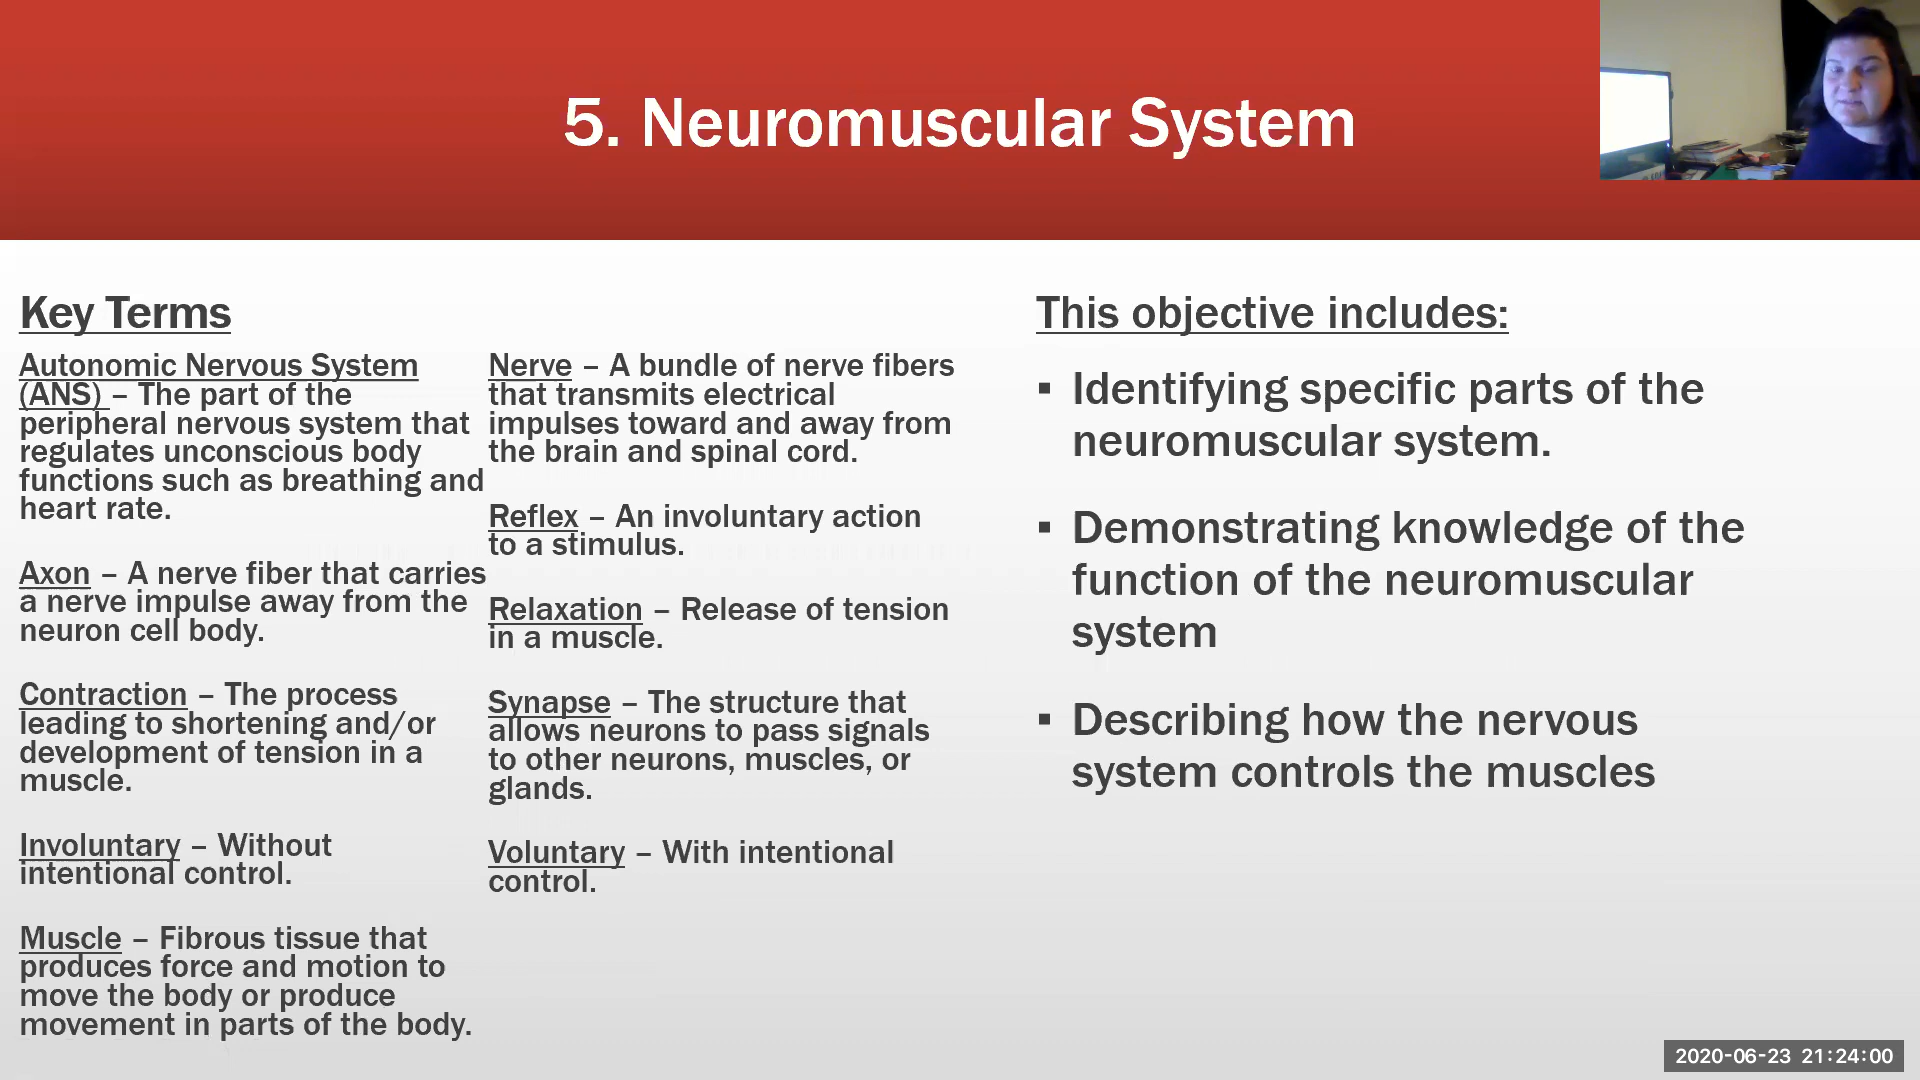 5. Neuromuscular System
Key Terms
Autonomic Nervous System
(ANS) – The part of the
peripheral nervous system that
regulates unconscious body
functions such as breathing and
heart rate.
Axon – A nerve fiber that carries
a nerve impulse away from the
neuron cell body.
Contraction – The process
leading to shortening and/or
development of tension in a
muscle.
Involuntary – Without
intentional control.
Muscle – Fibrous tissue that
produces force and motion to
move the body or produce
movement in parts of the body.
Nerve – A bundle of nerve fibers
that transmits electrical
impulses toward and away from
the brain and spinal cord.
Reflex – An involuntary action
to a stimulus.
Relaxation – Release of tension
in a muscle.
Synapse – The structure that
allows neurons to pass signals
to other neurons, muscles, or
glands.
Voluntary – With intentional
control.
This objective includes:
▪ Identifying specific parts of the
neuromuscular system.
▪ Demonstrating knowledge of the
function of the neuromuscular
system
▪ Describing how the nervous
system controls the muscles
2020-06-23 21:24:00